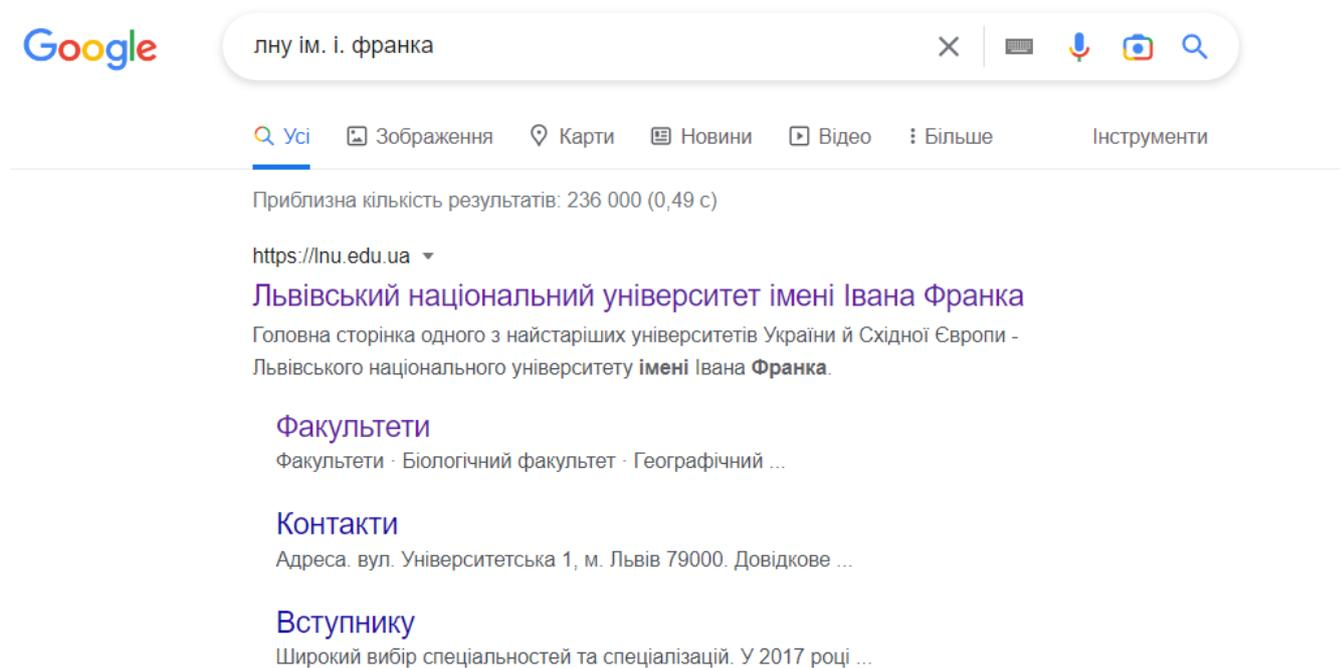 Google
лну ім. і. франка
Усі Зображення Карти Новини Відео Більше Інструменти
Приблизна кількість результатів: 236 000 (0,49 с)
https://lnu.edu.ua
Львівський національний університет імені Івана Франка
Головна сторінка одного з найстаріших університетів України й Східної Європи -
Львівського національного університету імені Івана Франка.
Факультети
Факультети · Біологічний факультет · Географічний ...
Контакти
Адреса. вул. Університетська 1, м. Львів 79000. Довідкове ...
Вступнику
Широкий вибір спеціальностей та спеціалізацій. У 2017 році ...